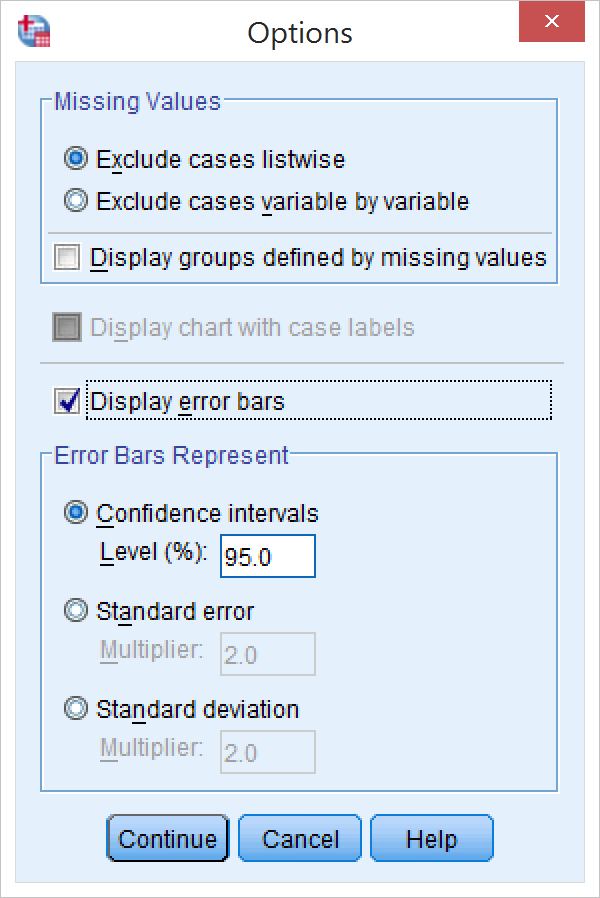 Options
Missing Values
Exclude cases listwise
Exclude cases variable by variable
Display groups defined by missing values
Display chart with case labels
Display error bars
Error Bars Represent
Confidence intervals
Level (%): 95.0
Standard error
Multiplier: 2.0
Standard deviation
Multiplier: 2.0
Continue Cancel Help